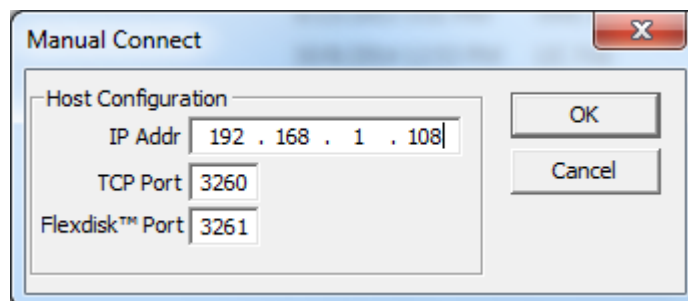 Manual Connect
Host Configuration
IP Addr 192 . 168 . 1 . 108
OK
TCP Port 3260
Cancel
Flexdisk™ Port 3261